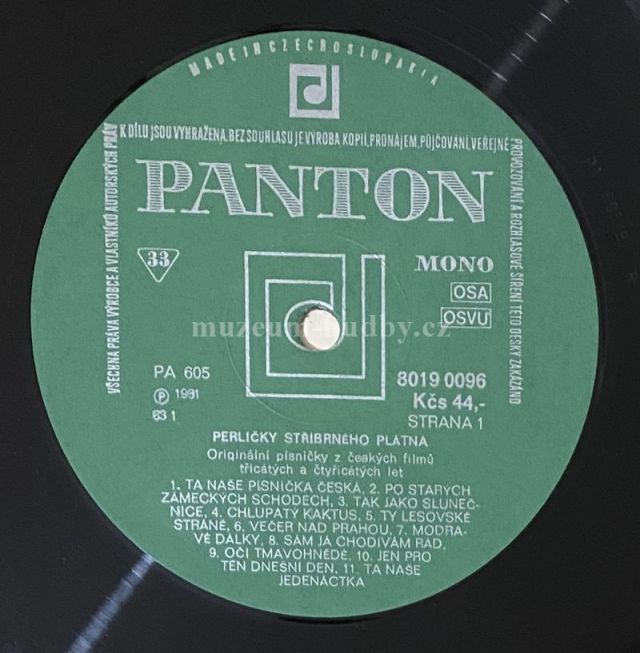 MADE IN CZECHOSLOVAKIA
VŠECHNA PRÁVA VÝROBCE A VLASTNÍKŮ AUTORSKÝCH PRÁV
K DÍLU JSOU VYHRAŽENA. BEZ SOUHLASU JE VÝROBA KOPIÍ, PRONÁJEM, PŮJČOVÁNÍ, VEŘEJNÉ
PROVOZOVÁNÍ A ROZHLASOVÉ ŠÍŘENÍ TÉTO DESKY ZAKÁZÁNO
PANTON
33
MONO
OSA
OSVU
muzeum-hudby.cz
PA 605
Ⓟ 1991
63 1
8019 0096
Kčs 44,-
STRANA 1
PERLIČKY STŘÍBRNÉHO PLÁTNA
Originální písničky z českých filmů
třicátých a čtyřicátých let
1. TA NAŠE PÍSNIČKA ČESKÁ, 2. PO STARÝCH
ZÁMECKÝCH SCHODECH, 3. TAK JAKO SLUNEČ-
NICE, 4. CHLUPATÝ KAKTUS, 5. TY LESOVSKÉ
STRÁNĚ, 6. VEČER NAD PRAHOU, 7. MODRA-
VÉ DÁLKY, 8. SÁM JÁ CHODÍVÁM RÁD,
9. OČI TMAVOHNĚDÉ, 10. JEN PRO
TEN DNEŠNÍ DEN, 11. TA NAŠE
JEDENÁCTKA